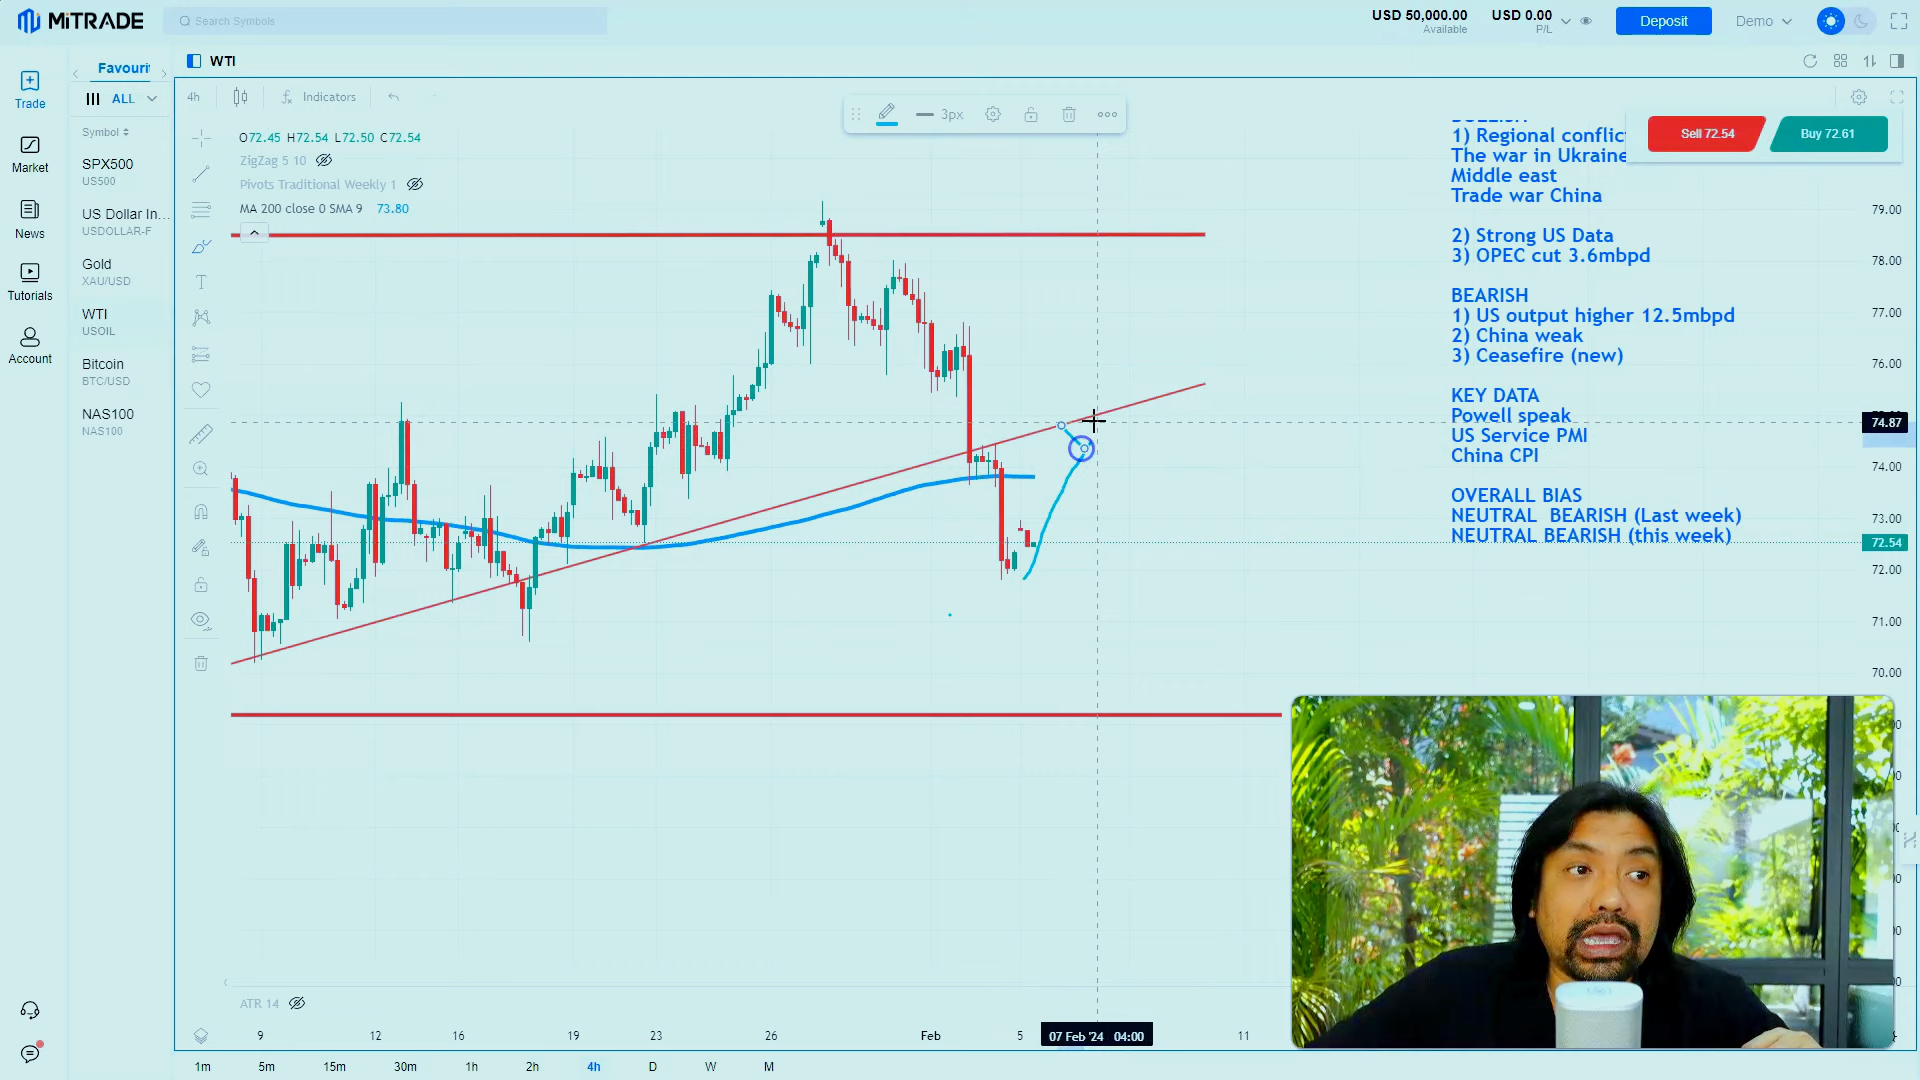 MiTRADE
Search Symbols
USD 50,000.00
Available
USD 0.00
P/L
Deposit
Demo
Trade
Market
News
Tutorials
Account
Favouri
ALL
Symbol
SPX500
US500
US Dollar In...
USDOLLAR-F
Gold
XAU/USD
WTI
USOIL
Bitcoin
BTC/USD
NAS100
NAS100
WTI
4h
Indicators
3px
O72.45 H72.54 L72.50 C72.54
ZigZag 5 10
Pivots Traditional Weekly 1
MA 200 close 0 SMA 9 73.80
Sell 72.54
Buy 72.61
1) Regional conflic
The war in Ukraine
Middle east
Trade war China
2) Strong US Data
3) OPEC cut 3.6mbpd
BEARISH
1) US output higher 12.5mbpd
2) China weak
3) Ceasefire (new)
KEY DATA
Powell speak
US Service PMI
China CPI
OVERALL BIAS
NEUTRAL BEARISH (Last week)
NEUTRAL BEARISH (this week)
79.00
78.00
77.00
76.00
74.87
74.00
73.00
72.54
72.00
71.00
70.00
ATR 14
9
12
16
19
23
26
Feb
5
07 Feb '24 04:00
11
1m
5m
15m
30m
1h
2h
4h
D
W
M